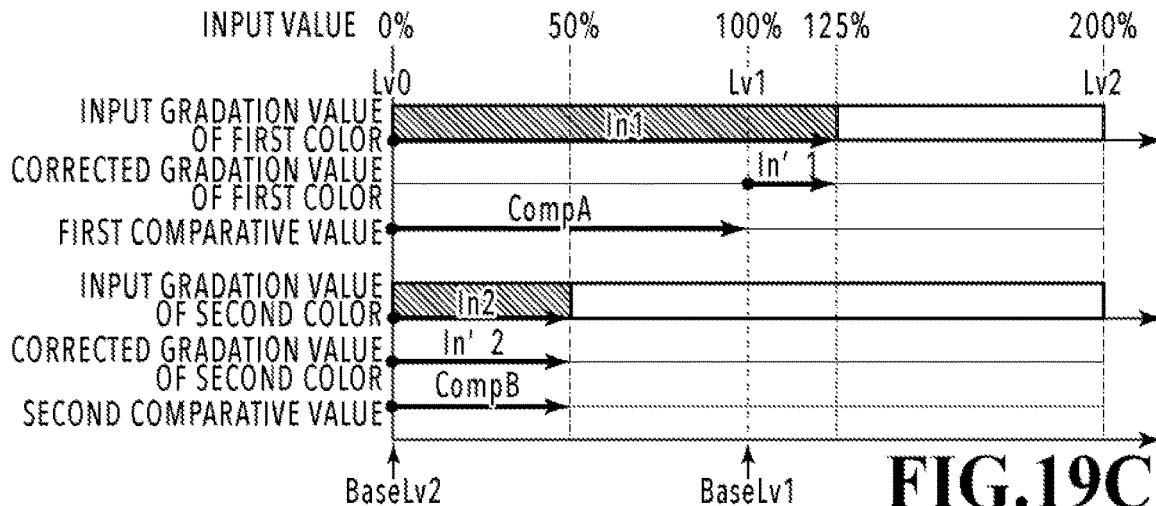 INPUT VALUE 0% 50% 100% 125% 200%
Lv0 Lv1 Lv2
INPUT GRADATION VALUE
OF FIRST COLOR
In1
CORRECTED GRADATION VALUE
OF FIRST COLOR
In' 1
FIRST COMPARATIVE VALUE
CompA
INPUT GRADATION VALUE
OF SECOND COLOR
In2
CORRECTED GRADATION VALUE
OF SECOND COLOR
In' 2
SECOND COMPARATIVE VALUE
CompB
BaseLv2 BaseLv1
FIG.19C